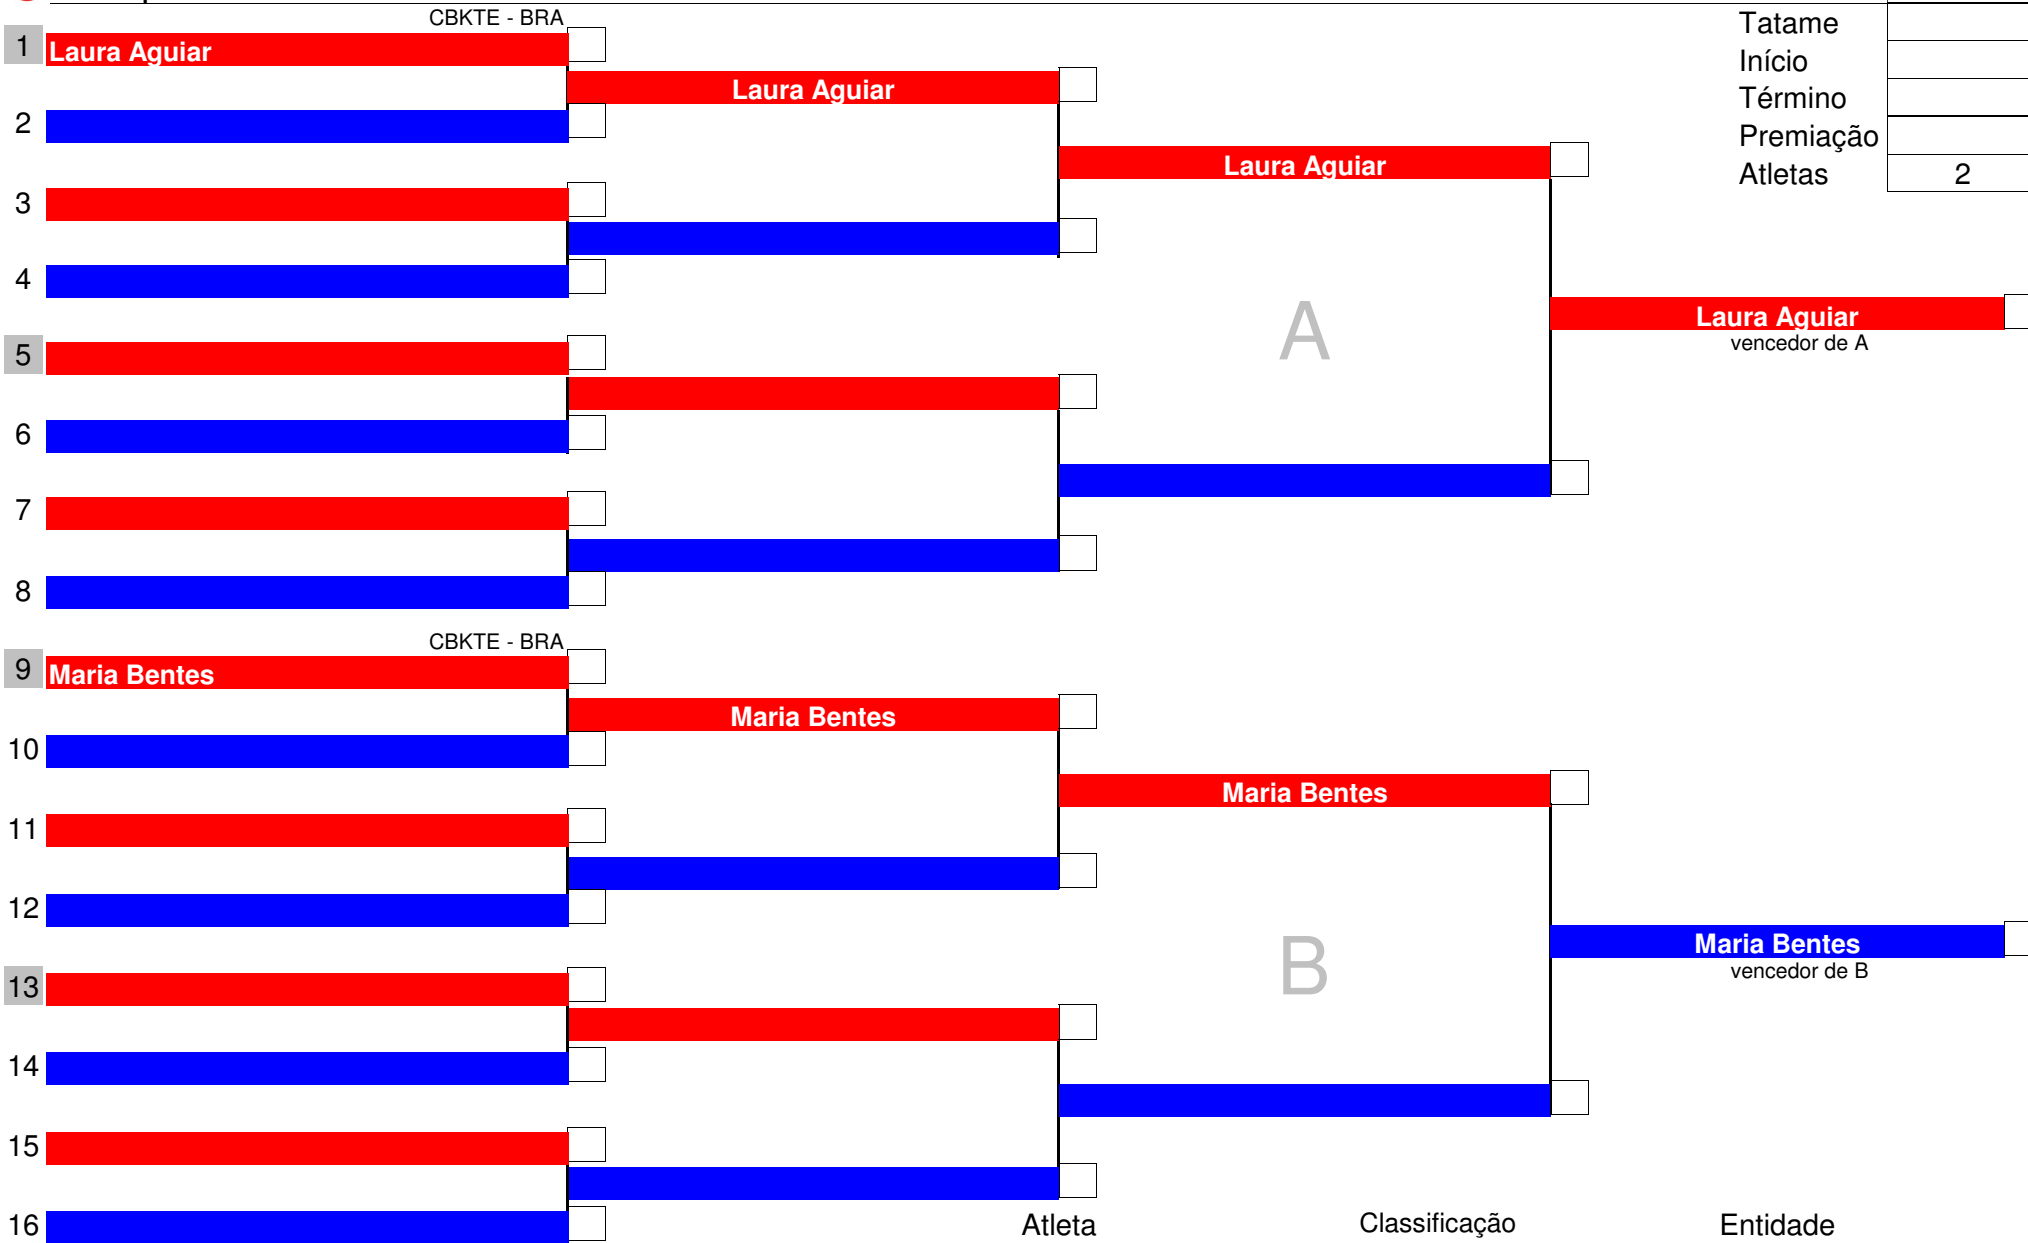 CBKTE - BRA
Tatame
1 Laura Aguiar
Início
Laura Aguiar
Término
2
Premiação
Laura Aguiar
Atletas 2
3
4
Laura Aguiar
A
vencedor de A
5
6
7
8
CBKTE - BRA
9 Maria Bentes
Maria Bentes
10
Maria Bentes
11
12
Maria Bentes
B
vencedor de B
13
14
15
16
Atleta Classificação Entidade